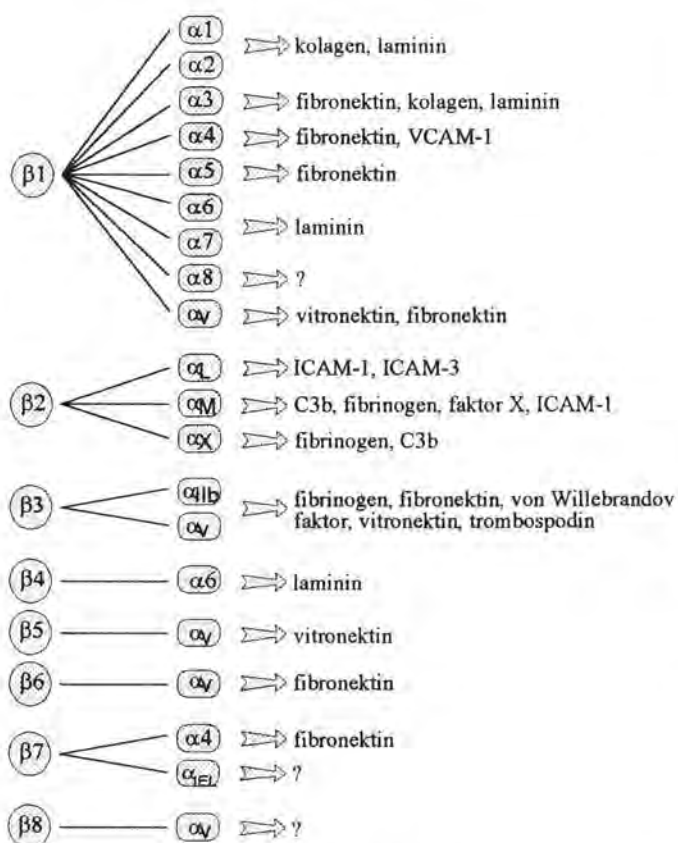 α1
kolagen, laminin
α2
α3 fibronektin, kolagen, laminin
α4 fibronektin, VCAM-1
β1 α5 fibronektin
α6
laminin
α7
α8 ?
αV vitronektin, fibronektin
αL ICAM-1, ICAM-3
β2 αM C3b, fibrinogen, faktor X, ICAM-1
αX fibrinogen, C3b
αIIb
β3 fibrinogen, fibronektin, von Willebrandov
αV faktor, vitronektin, trombospodin
β4 α6 laminin
β5 αV vitronektin
β6 αV fibronektin
α4 fibronektin
β7
αIEL ?
β8 αV ?